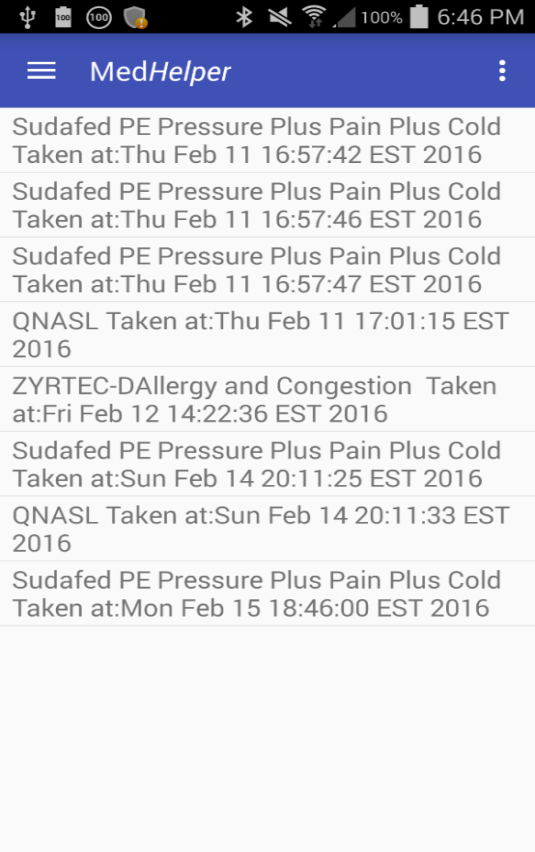 100 100 100% 6:46 PM
MedHelper
Sudafed PE Pressure Plus Pain Plus Cold
Taken at:Thu Feb 11 16:57:42 EST 2016
Sudafed PE Pressure Plus Pain Plus Cold
Taken at:Thu Feb 11 16:57:46 EST 2016
Sudafed PE Pressure Plus Pain Plus Cold
Taken at:Thu Feb 11 16:57:47 EST 2016
QNASL Taken at:Thu Feb 11 17:01:15 EST
2016
ZYRTEC-DAllergy and Congestion  Taken
at:Fri Feb 12 14:22:36 EST 2016
Sudafed PE Pressure Plus Pain Plus Cold
Taken at:Sun Feb 14 20:11:25 EST 2016
QNASL Taken at:Sun Feb 14 20:11:33 EST
2016
Sudafed PE Pressure Plus Pain Plus Cold
Taken at:Mon Feb 15 18:46:00 EST 2016